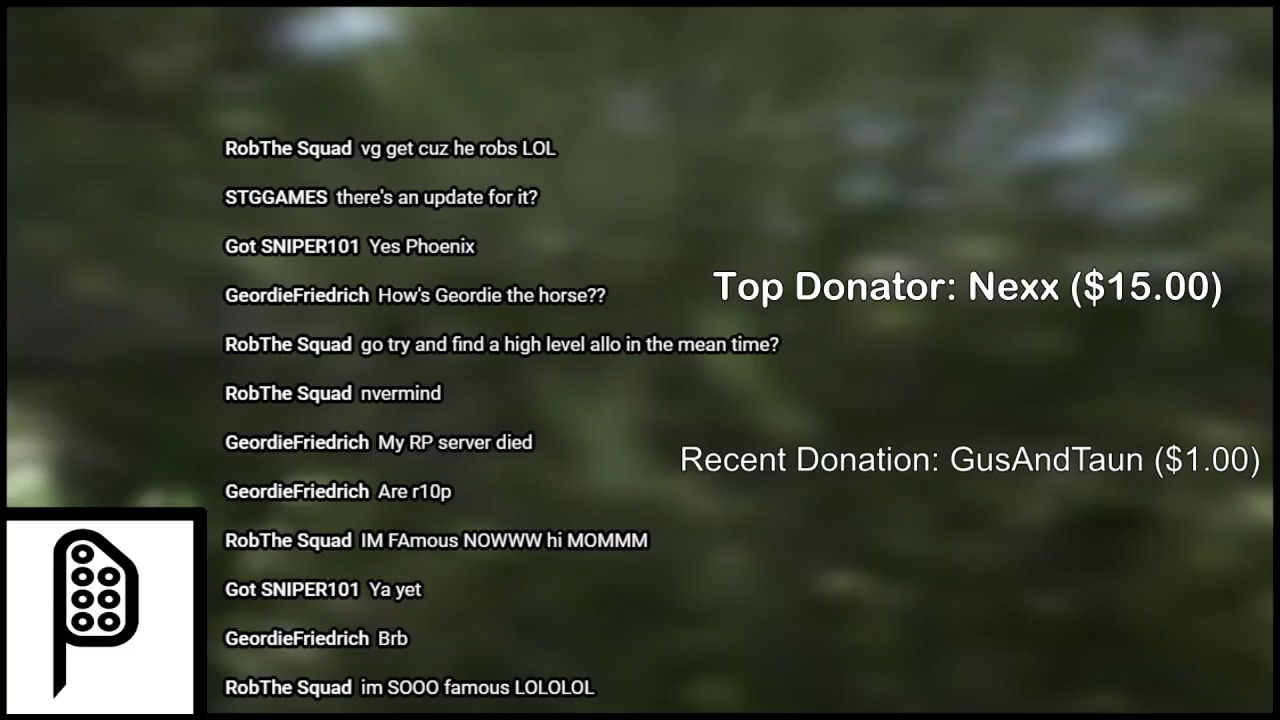 RobThe Squad vg get cuz he robs LOL
STGGAMES there's an update for it?
Got SNIPER101 Yes Phoenix
GeordieFriedrich How's Geordie the horse??
RobThe Squad go try and find a high level allo in the mean time?
RobThe Squad nvermind
GeordieFriedrich My RP server died
GeordieFriedrich Are r10p
RobThe Squad IM FAmous NOWWW hi MOMMM
Got SNIPER101 Ya yet
GeordieFriedrich Brb
RobThe Squad im SOOO famous LOLOLOL
Top Donator: Nexx ($15.00)
Recent Donation: GusAndTaun ($1.00)